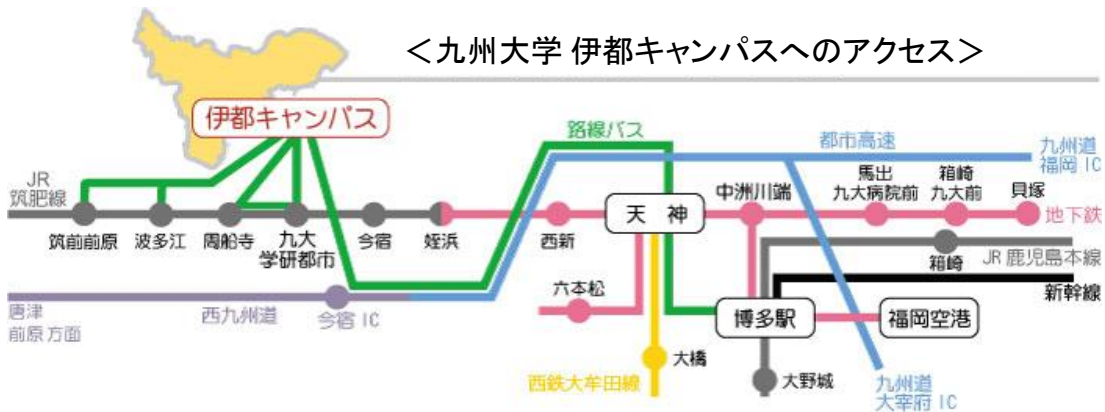 ＜九州大学 伊都キャンパスへのアクセス＞
伊都キャンパス
路線バス
都市高速
九州道
福岡 IC
JR
筑肥線
筑前前原
波多江
周船寺
九大
学研都市
今宿
姪浜
西新
天神
中洲川端
馬出
九大病院前
箱崎
九大前
貝塚
地下鉄
箱崎
JR 鹿児島本線
新幹線
唐津
前原方面
西九州道
今宿 IC
六本松
博多駅
福岡空港
西鉄大牟田線
大橋
大野城
九州道
大宰府 IC